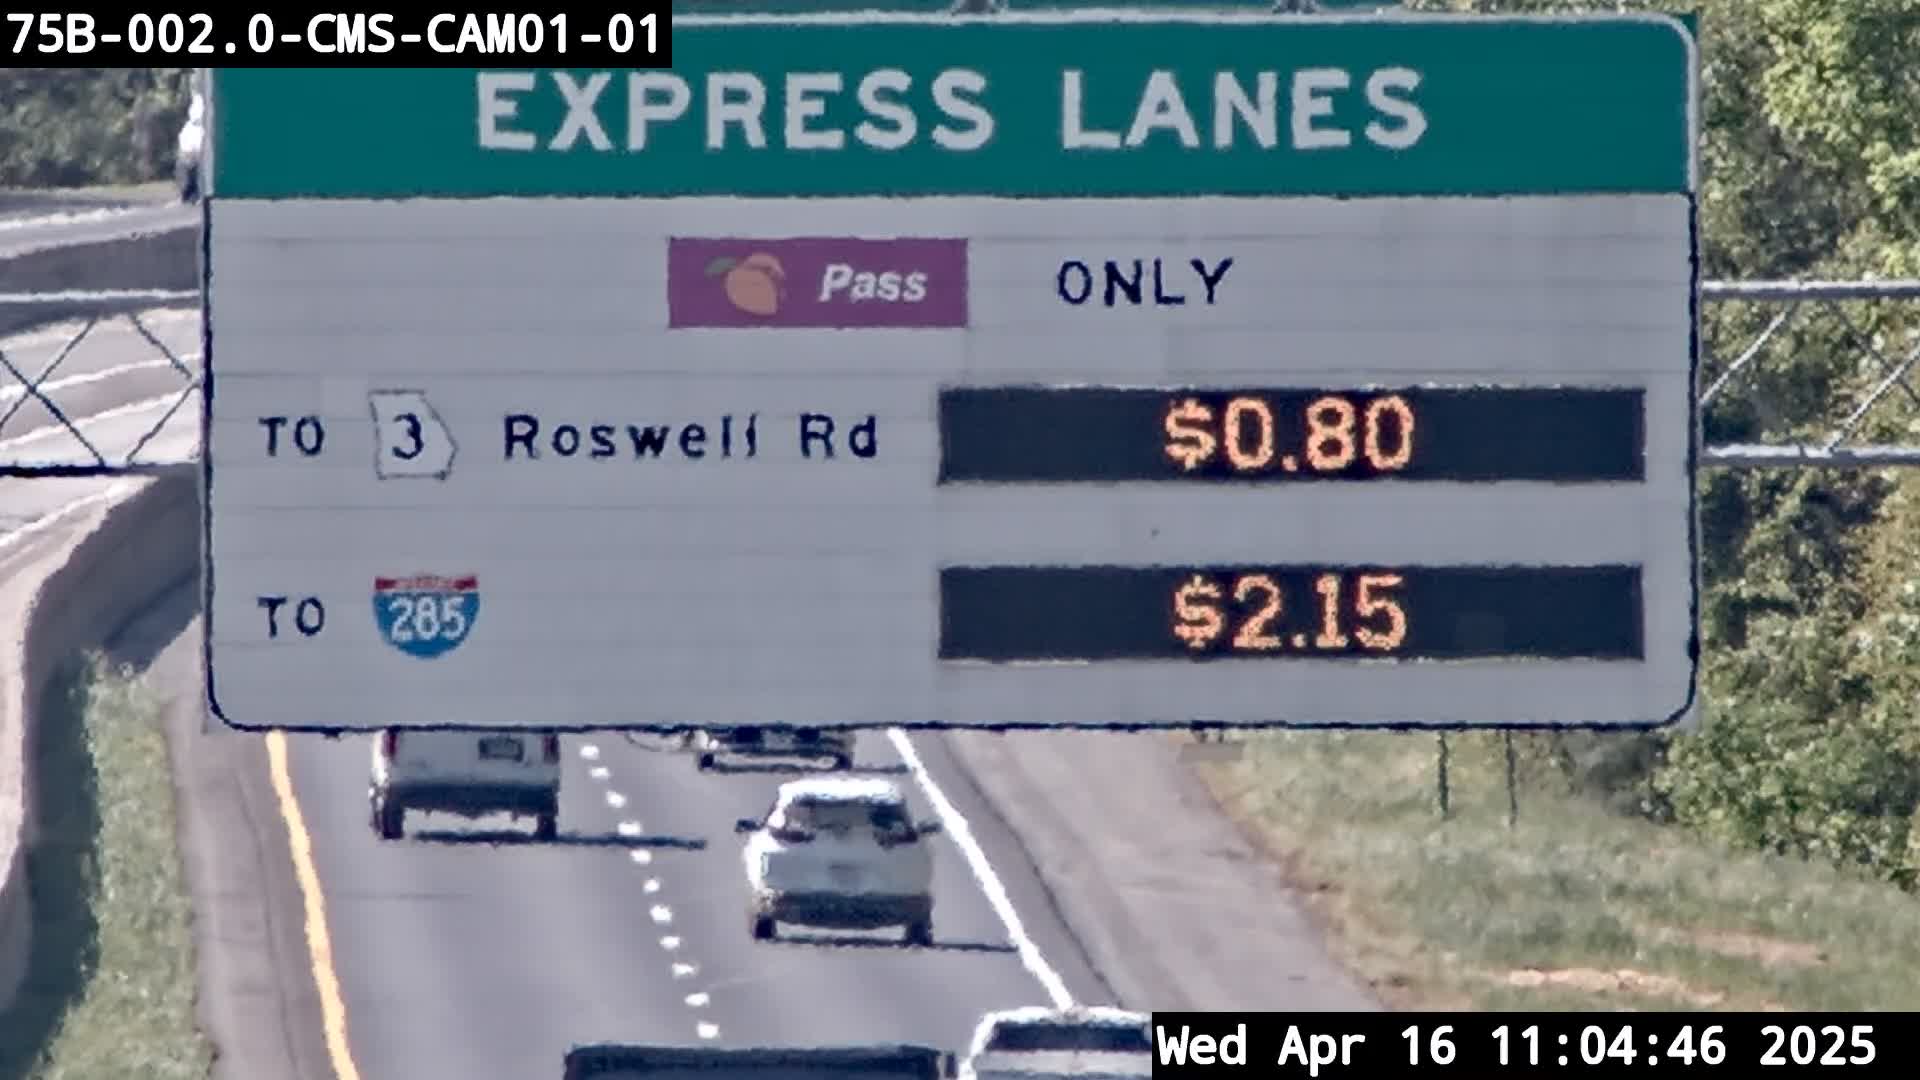 75B-002.0-CMS-CAM01-01
EXPRESS LANES
Pass ONLY
TO 3 Roswell Rd $0.80
TO 285 $2.15
Wed Apr 16 11:04:46 2025